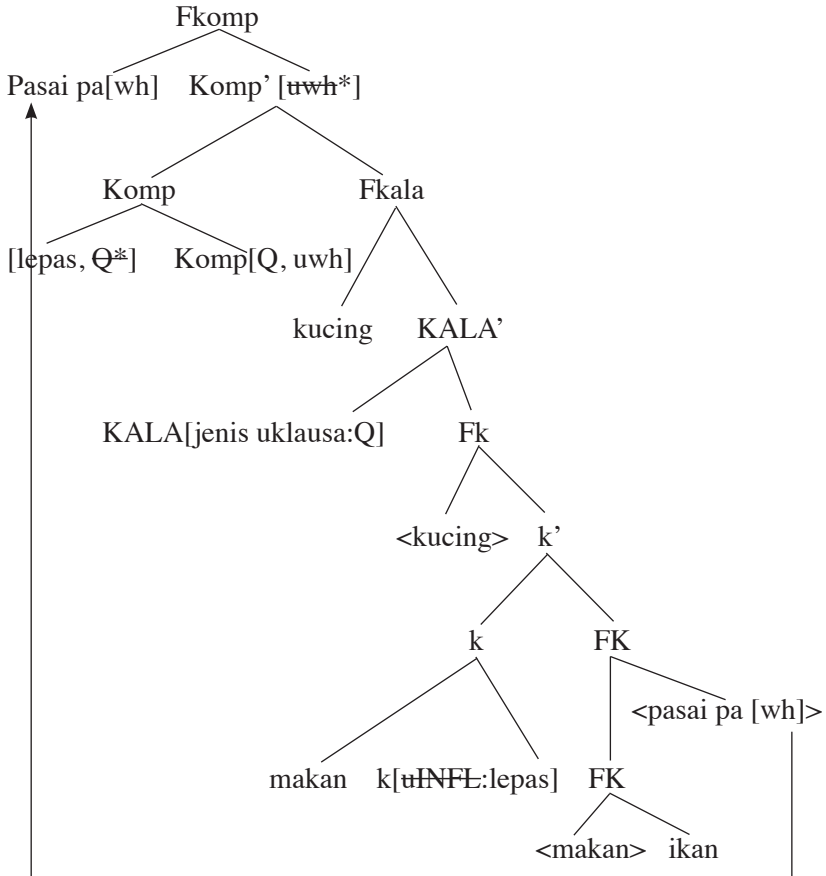 Fkomp
Pasai pa[wh] Komp’ [uwh*]
Komp Fkala
[lepas, Q*] Komp[Q, uwh]
kucing KALA’
KALA[jenis uklausa:Q] Fk
<kucing> k’
k FK
<pasai pa [wh]>
makan k[uINFL:lepas] FK
<makan> ikan